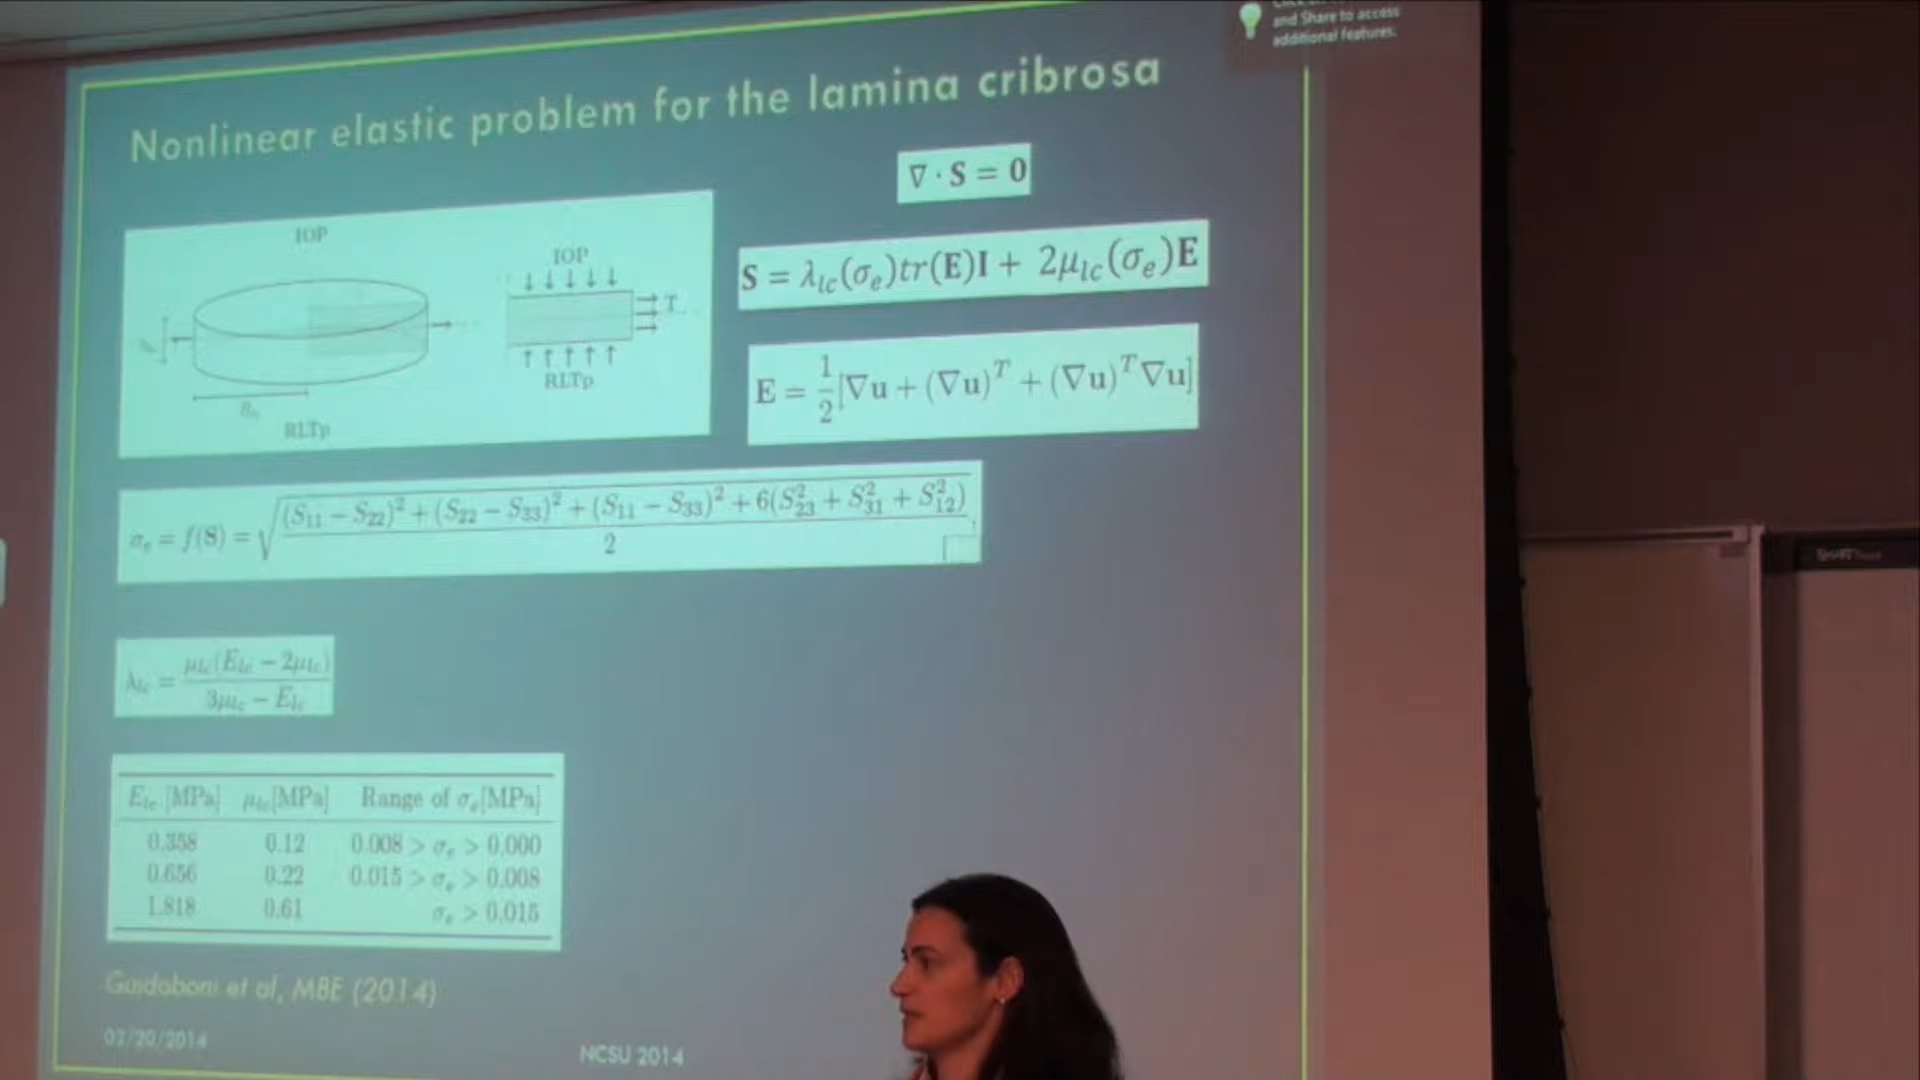 and Share to access
additional features.
Nonlinear elastic problem for the lamina cribrosa
∇ · S = 0
IOP
IOP
T
RLTp
RLTp
S = λ_lc(σ_e)tr(E)I + 2μ_lc(σ_e)E
E = 1/2[∇u + (∇u)^T + (∇u)^T ∇u]
σ_e = f(S) = √((S_11 − S_22)^2 + (S_22 − S_33)^2 + (S_11 − S_33)^2 + 6(S_23^2 + S_31^2 + S_12^2) / 2),
λ_lc = μ_lc(E_lc − 2μ_lc) / 3μ_lc − E_lc
E_lc [MPa] μ_lc[MPa] Range of σ_e[MPa]
0.358 0.12 0.008 > σ_e > 0.000
0.656 0.22 0.015 > σ_e > 0.008
1.818 0.61 σ_e > 0.015
Guidoboni et al, MBE (2014)
02/20/2014
NCSU 2014